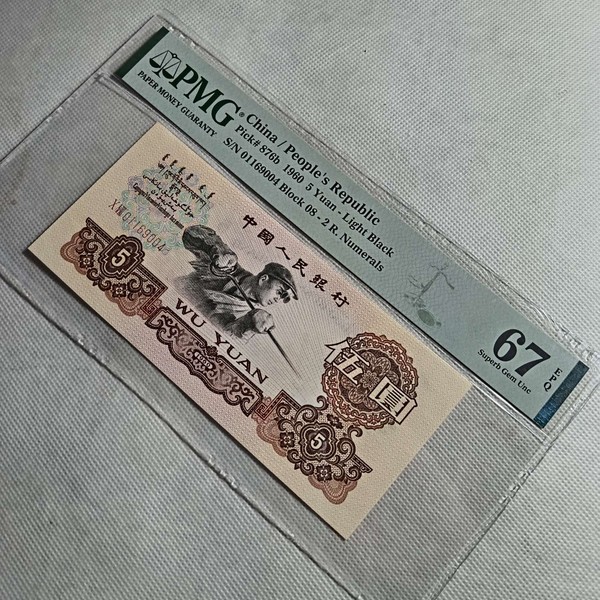 PMG®
PAPER MONEY GUARANTY
China / People's Republic
Pick# 876b 1960 5 Yuan - Light Black
S/N 01169004 Block 08 - 2 R. Numerals
67 EPQ
Superb Gem Unc
中國人民銀行
01169004
WU YUAN
伍圓
5
5